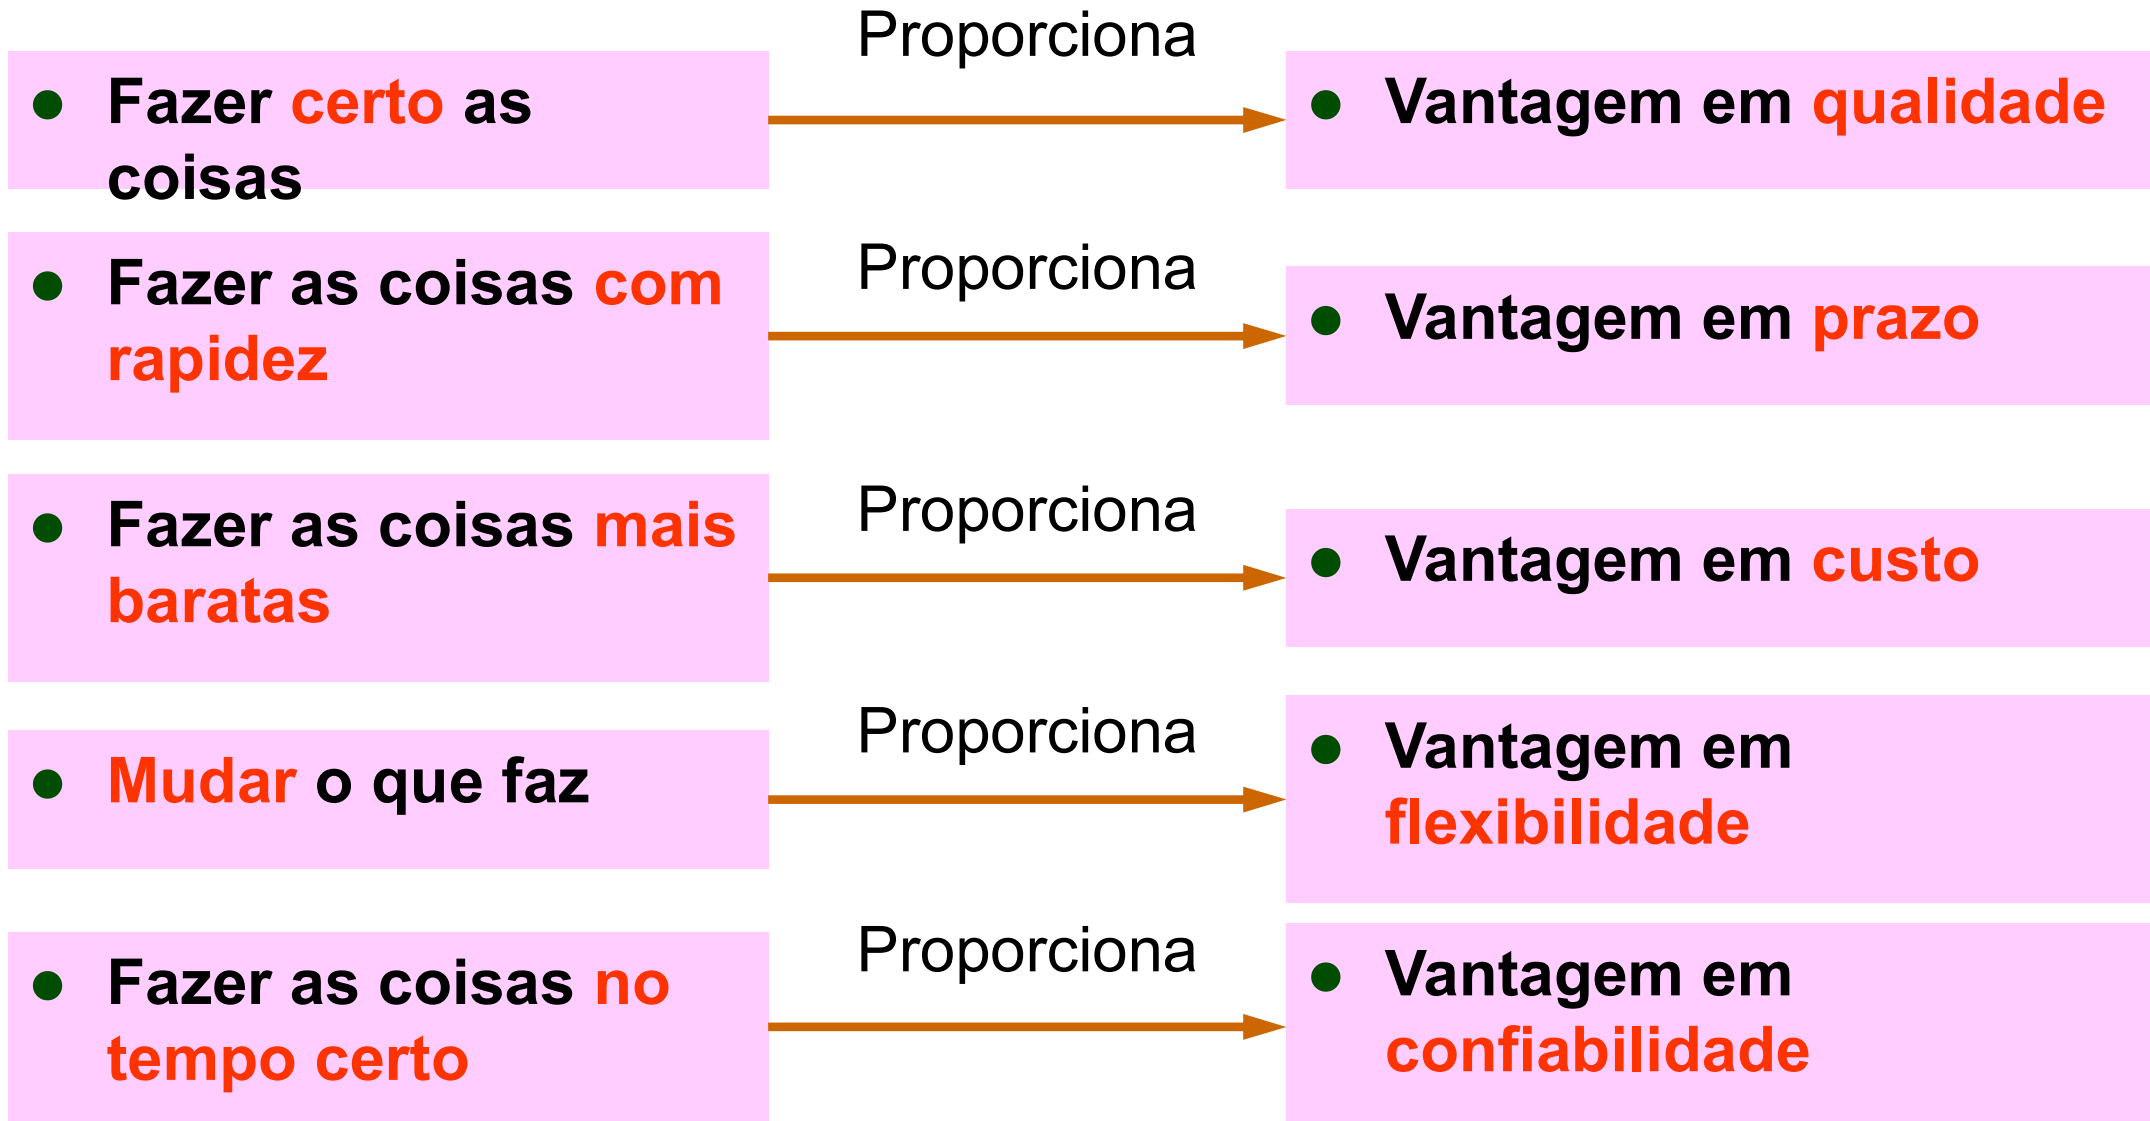 Proporciona
● Fazer certo as
coisas
● Vantagem em qualidade
Proporciona
● Fazer as coisas com
rapidez
● Vantagem em prazo
Proporciona
● Fazer as coisas mais
baratas
● Vantagem em custo
Proporciona
● Mudar o que faz
● Vantagem em
flexibilidade
Proporciona
● Fazer as coisas no
tempo certo
● Vantagem em
confiabilidade